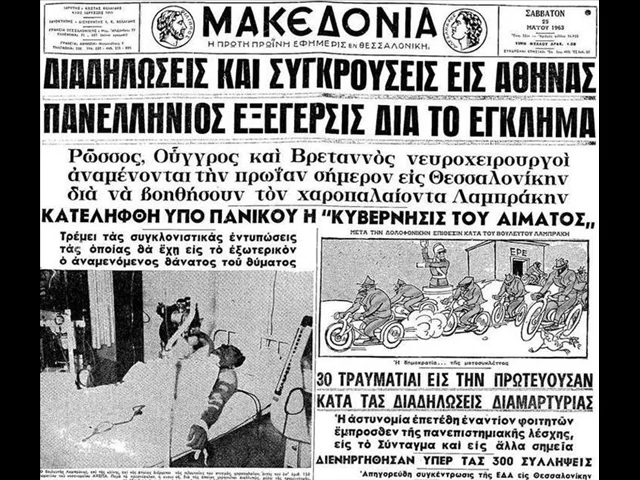 ΜΑΚΕΔΟΝΙΑ
Η ΠΡΩΤΗ ΠΡΩΪΝΗ ΕΦΗΜΕΡΙΣ ΕΝ ΘΕΣΣΑΛΟΝΙΚΗ
ΣΑΒΒΑΤΟΝ
25
ΜΑΪΟΥ 1963
ΔΙΑΔΗΛΩΣΕΙΣ ΚΑΙ ΣΥΓΚΡΟΥΣΕΙΣ ΕΙΣ ΑΘΗΝΑΣ
ΠΑΝΕΛΛΗΝΙΟΣ ΕΞΕΓΕΡΣΙΣ ΔΙΑ ΤΟ ΕΓΚΛΗΜΑ
Ρῶσσος, Οὗγγρος καὶ Βρεταννὸς νευροχειρουργοὶ
ἀναμένονται τὴν πρωΐαν σήμερον εἰς Θεσσαλονίκην
διὰ νὰ βοηθήσουν τὸν χαροπαλαίοντα Λαμπράκην
ΚΑΤΕΛΗΦΘΗ ΥΠΟ ΠΑΝΙΚΟΥ Η "ΚΥΒΕΡΝΗΣΙΣ ΤΟΥ ΑΙΜΑΤΟΣ„
Τρέμει τὰς συγκλονιστικὰς ἐντυπώσεις
τὰς ὁποίας θὰ ἔχῃ εἰς τὸ ἐξωτερικὸν
ὁ ἀναμενόμενος θάνατος τοῦ θύματος
ΜΕΤΑ ΤΗΝ ΔΟΛΟΦΟΝΙΚΗΝ ΕΠΙΘΕΣΙΝ ΚΑΤΑ ΤΟΥ ΒΟΥΛΕΥΤΟΥ ΛΑΜΠΡΑΚΗ
ΕΡΕ
Ἡ δημοκρατία... τῆς μοτοσυκλέττας
30 ΤΡΑΥΜΑΤΙΑΙ ΕΙΣ ΤΗΝ ΠΡΩΤΕΥΟΥΣΑΝ
ΚΑΤΑ ΤΑΣ ΔΙΑΔΗΛΩΣΕΙΣ ΔΙΑΜΑΡΤΥΡΙΑΣ
Ἡ ἀστυνομία ἐπετέθη ἐναντίον φοιτητῶν
ἔμπροσθεν τῆς πανεπιστημιακῆς λέσχης,
εἰς τὸ Σύνταγμα καὶ εἰς ἄλλα σημεῖα
ΔΙΕΝΗΡΓΗΘΗΣΑΝ ΥΠΕΡ ΤΑΣ 300 ΣΥΛΛΗΨΕΙΣ
Ἀπηγορεύθη συγκέντρωσις τῆς ΕΔΑ εἰς Θεσσαλονίκην